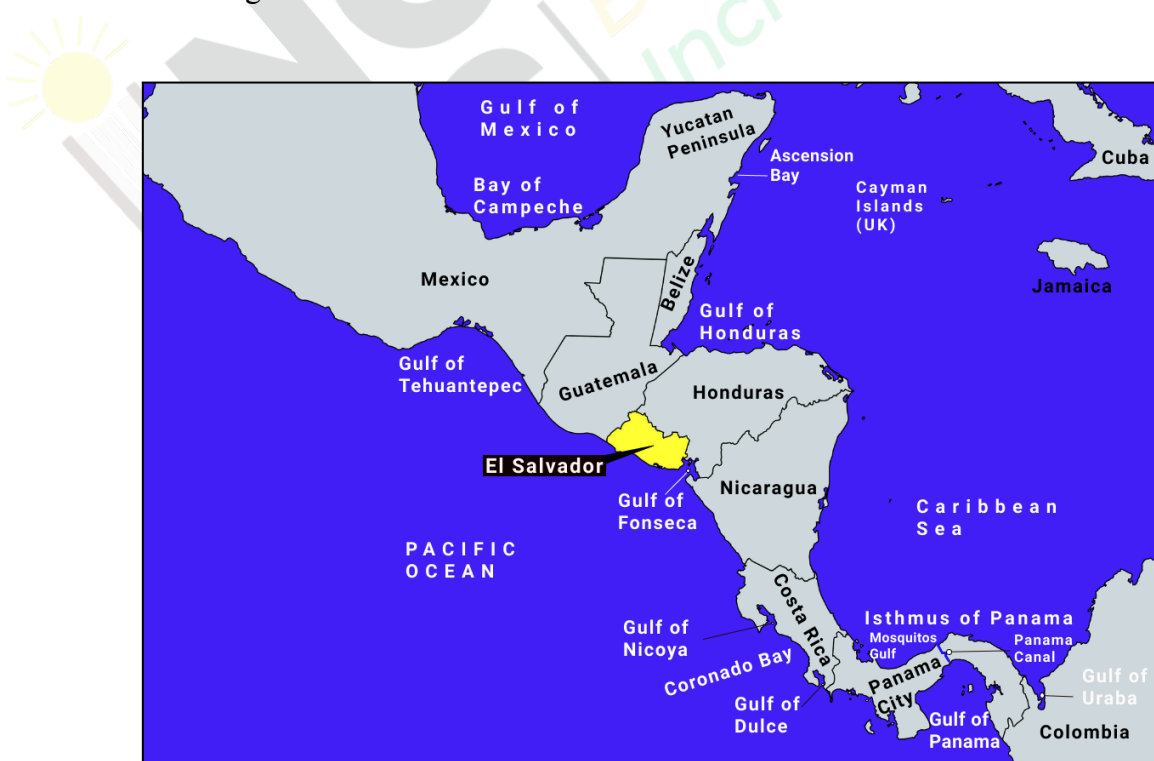 Gulf of
Mexico
Yucatan
Peninsula
Ascension
Bay
Cuba
Bay of
Campeche
Cayman
Islands
(UK)
Mexico
Belize
Jamaica
Gulf of
Honduras
Gulf of
Tehuantepec
Guatemala
Honduras
El Salvador
Nicaragua
Gulf of
Fonseca
Caribbean
Sea
PACIFIC
OCEAN
Costa Rica
Isthmus of Panama
Gulf of
Nicoya
Mosquitos
Gulf
Panama
Canal
Coronado Bay
Panama
City
Gulf of
Uraba
Gulf of
Dulce
Gulf of
Panama
Colombia